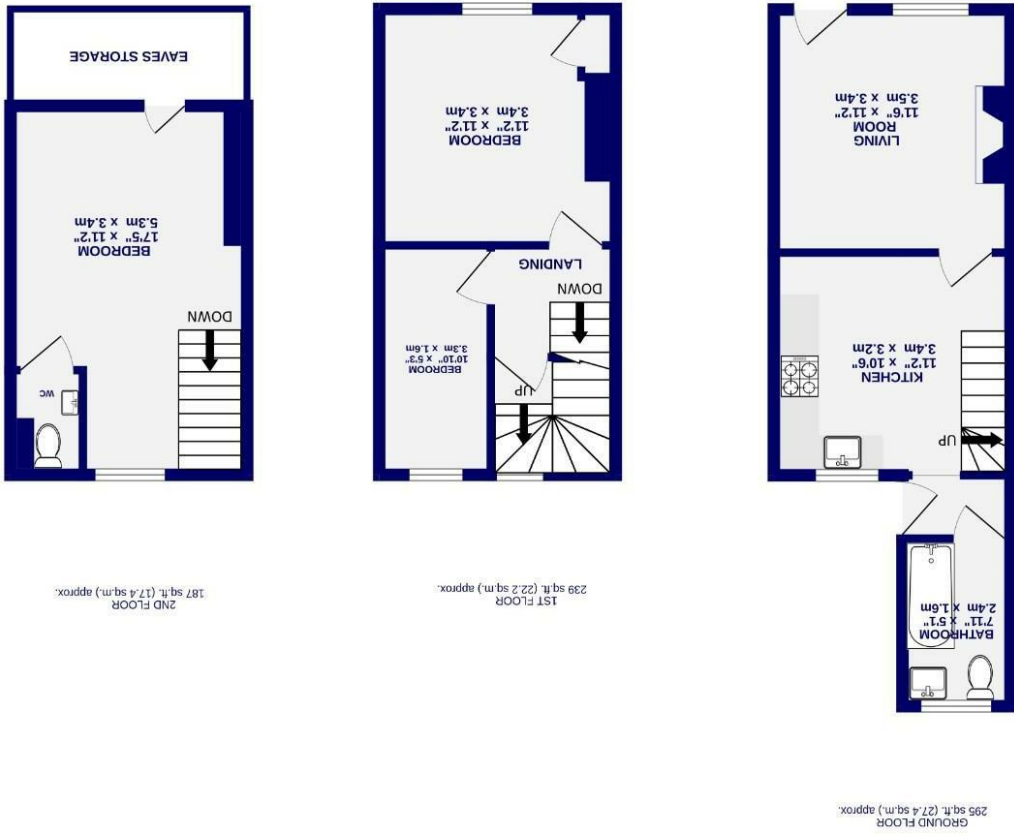 GROUND FLOOR
295 sq.ft. (27.4 sq.m.) approx.
BATHROOM
7'11" x 5'1"
2.4m x 1.6m
UP
KITCHEN
11'2" x 10'6"
3.4m x 3.2m
LIVING
ROOM
11'6" x 11'2"
3.5m x 3.4m
1ST FLOOR
239 sq.ft. (22.2 sq.m.) approx.
UP
BEDROOM
10'10" x 5'3"
3.3m x 1.6m
DOWN
LANDING
BEDROOM
11'2" x 11'2"
3.4m x 3.4m
2ND FLOOR
187 sq.ft. (17.4 sq.m.) approx.
WC
DOWN
BEDROOM
17'5" x 11'2"
5.3m x 3.4m
EAVES STORAGE